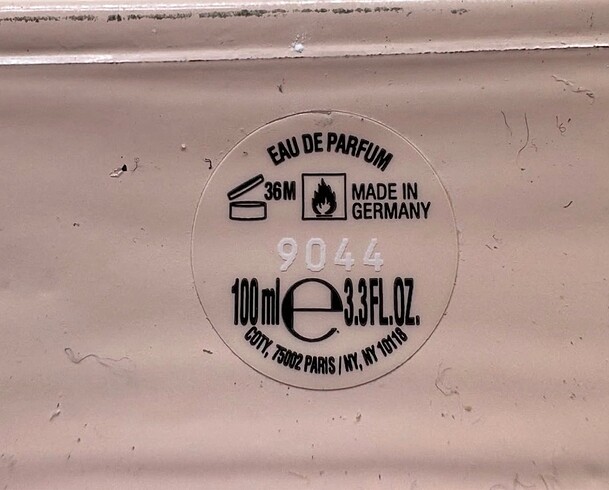 EAU DE PARFUM
36M MADE IN
GERMANY
9044
100 ml e 3.3 FL.OZ.
COTY, 75002 PARIS / NY, NY 10118